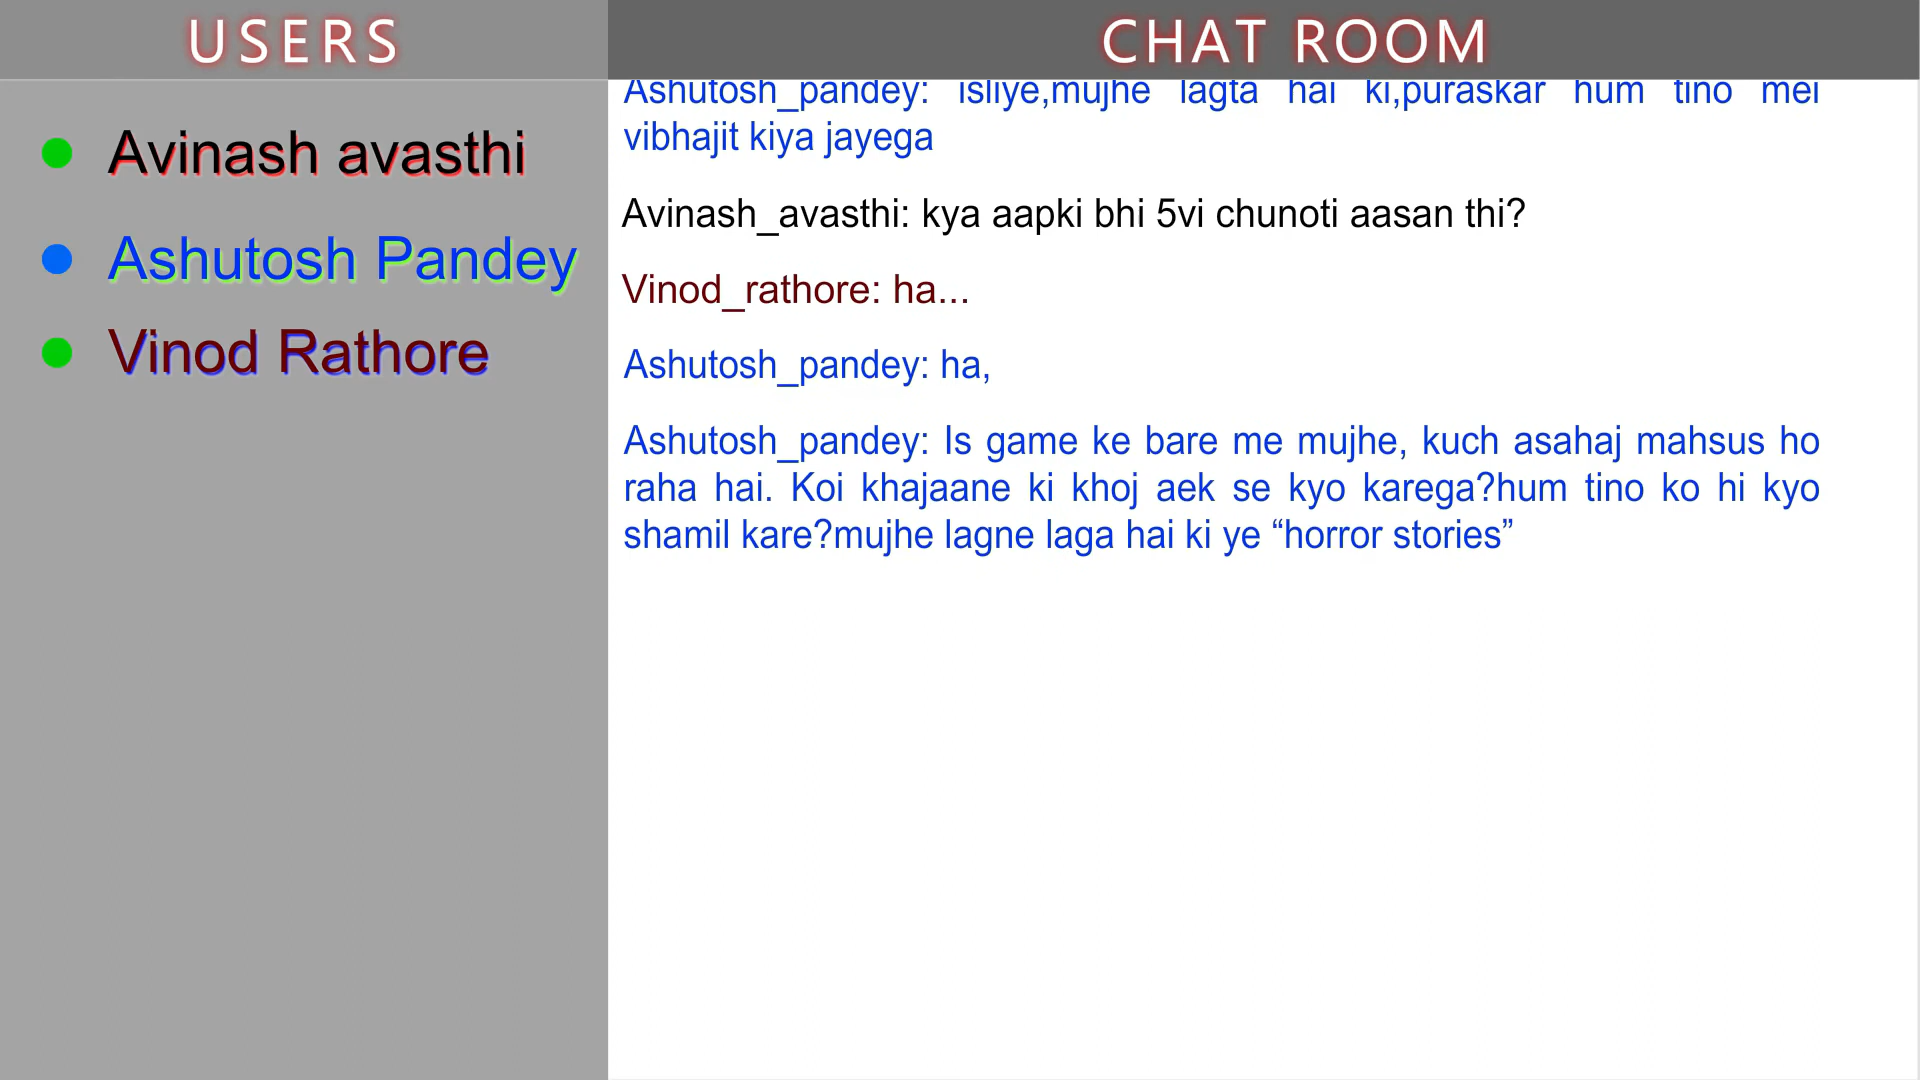 USERS
CHAT ROOM
Avinash avasthi
Ashutosh Pandey
Vinod Rathore
Ashutosh_pandey: isliye,mujhe lagta hai ki,puraskar hum tino mei
vibhajit kiya jayega
Avinash_avasthi: kya aapki bhi 5vi chunoti aasan thi?
Vinod_rathore: ha...
Ashutosh_pandey: ha,
Ashutosh_pandey: Is game ke bare me mujhe, kuch asahaj mahsus ho
raha hai. Koi khajaane ki khoj aek se kyo karega?hum tino ko hi kyo
shamil kare?mujhe lagne laga hai ki ye “horror stories”